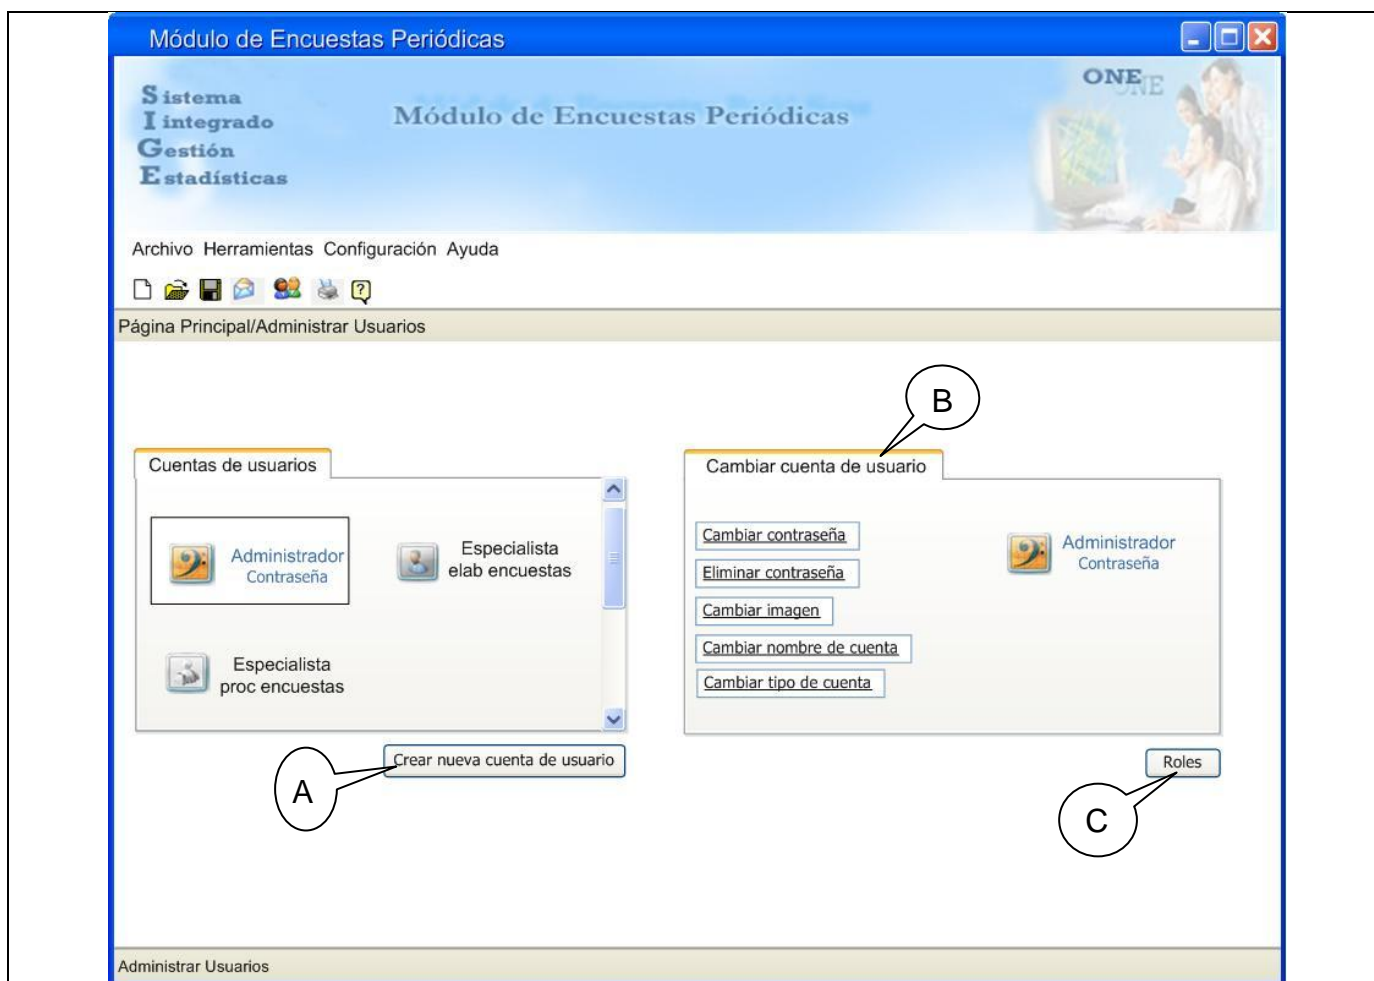 Módulo de Encuestas Periódicas
Sistema
I integrado
Gestión
Estadísticas
Módulo de Encuestas Periódicas
ONE
Archivo Herramientas Configuración Ayuda
Página Principal/Administrar Usuarios
B
Cuentas de usuarios
Administrador
Contraseña
Especialista
elab encuestas
Especialista
proc encuestas
Crear nueva cuenta de usuario
A
Cambiar cuenta de usuario
Cambiar contraseña
Eliminar contraseña
Cambiar imagen
Cambiar nombre de cuenta
Cambiar tipo de cuenta
Administrador
Contraseña
Roles
C
Administrar Usuarios